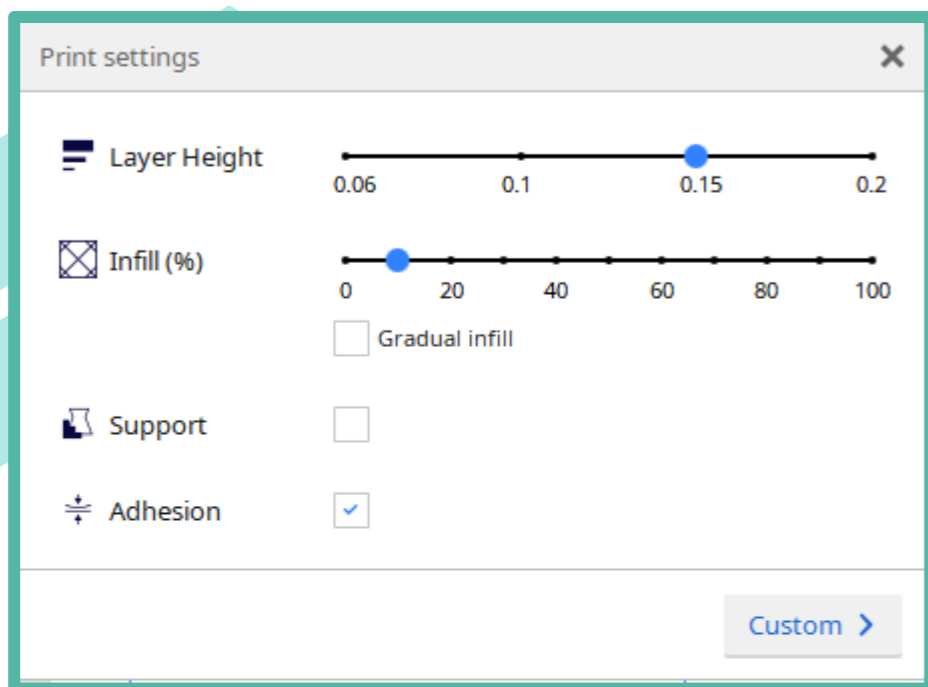 Print settings
Layer Height
0.06 0.1 0.15 0.2
Infill (%)
0 20 40 60 80 100
Gradual infill
Support
Adhesion
Custom